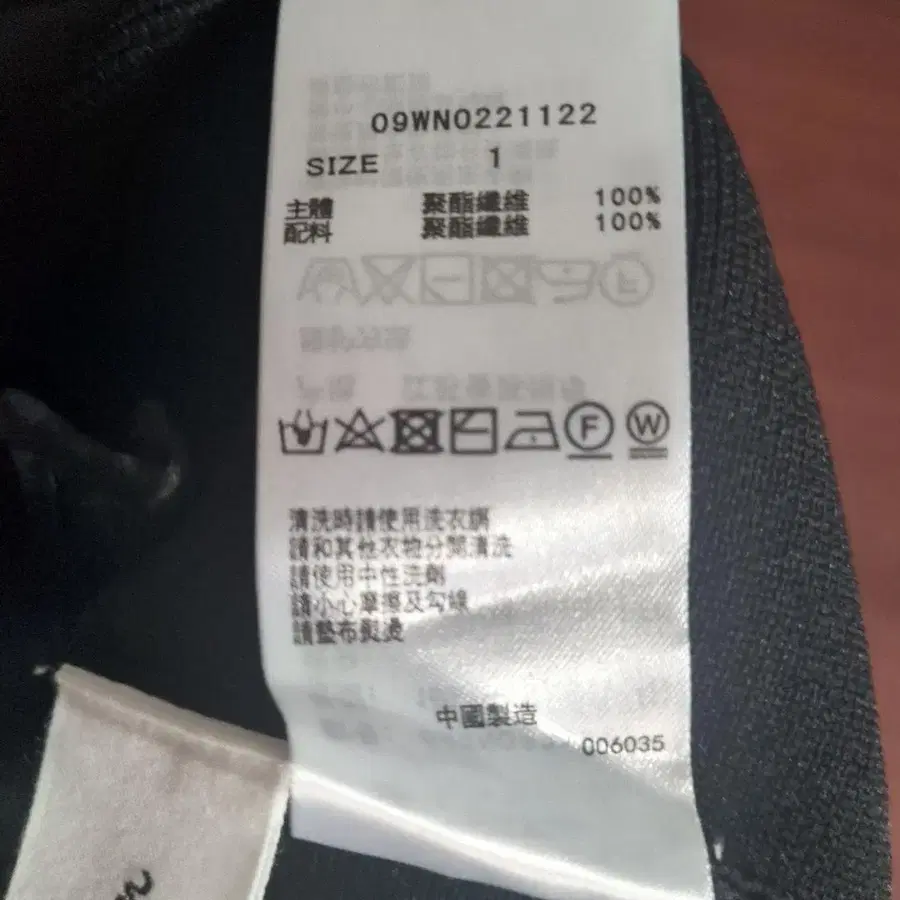 09WN0221122
SIZE 1
主體 聚酯纖維 100%
配料 聚酯纖維 100%
F W
清洗時請使用洗衣網
請和其他衣物分開清洗
請使用中性洗劑
請小心摩擦及勾線
請墊布熨燙
中國製造
006035